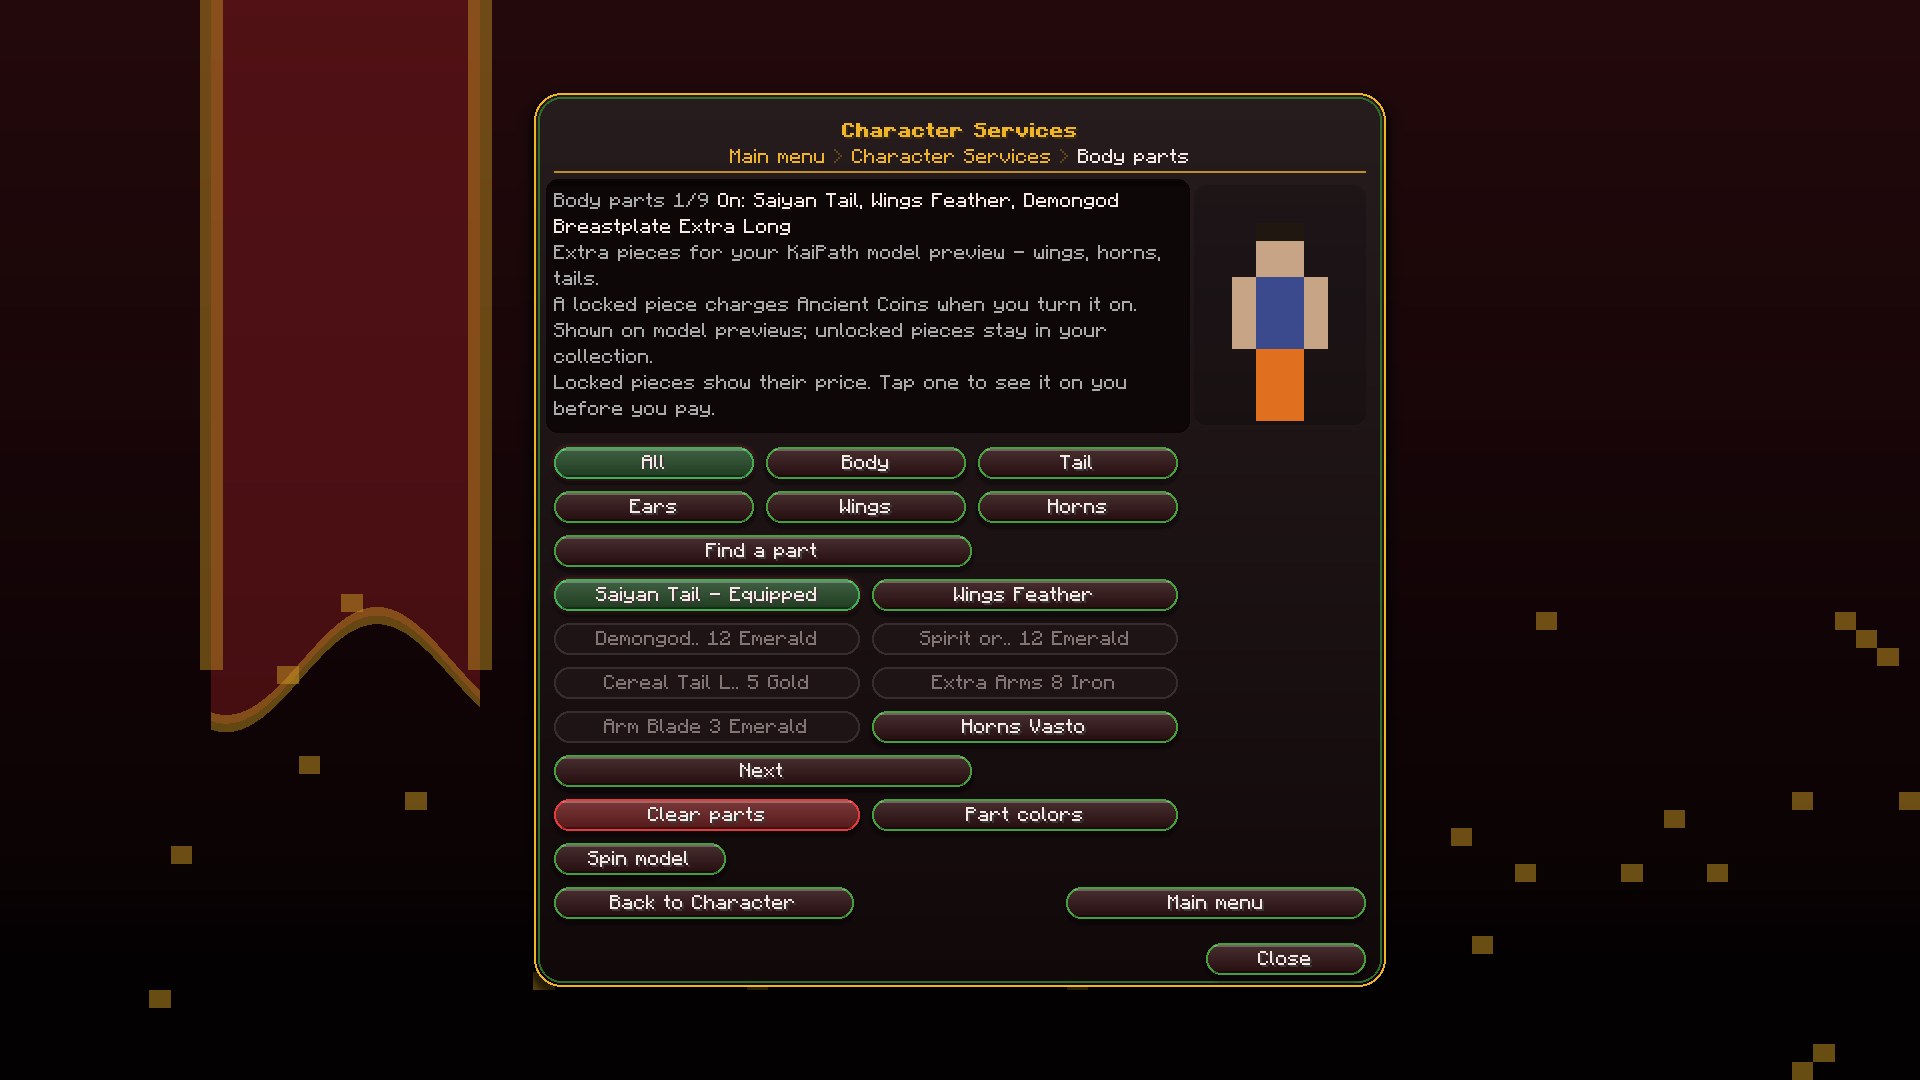 Character Services
Main menu > Character Services > Body parts
Body parts 1/9 On: Saiyan Tail, Wings Feather, Demongod
Breastplate Extra Long
Extra pieces for your KaiPath model preview – wings, horns,
tails.
A locked piece charges Ancient Coins when you turn it on.
Shown on model previews; unlocked pieces stay in your
collection.
Locked pieces show their price. Tap one to see it on you
before you pay.
All
Body
Tail
Ears
Wings
Horns
Find a part
Saiyan Tail – Equipped
Wings Feather
Demongod.. 12 Emerald
Spirit or.. 12 Emerald
Cereal Tail L.. 5 Gold
Extra Arms 8 Iron
Arm Blade 3 Emerald
Horns Vasto
Next
Clear parts
Part colors
Spin model
Back to Character
Main menu
Close